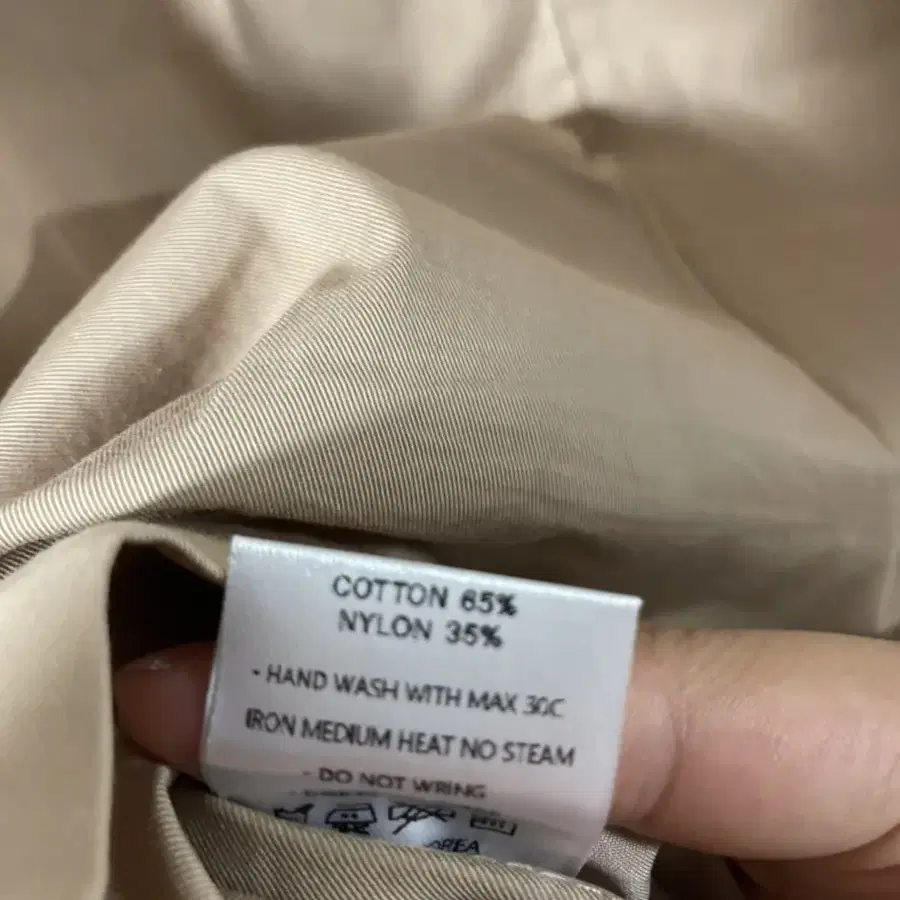 COTTON 65%
NYLON 35%
- HAND WASH WITH MAX 30C
IRON MEDIUM HEAT NO STEAM
- DO NOT WRING